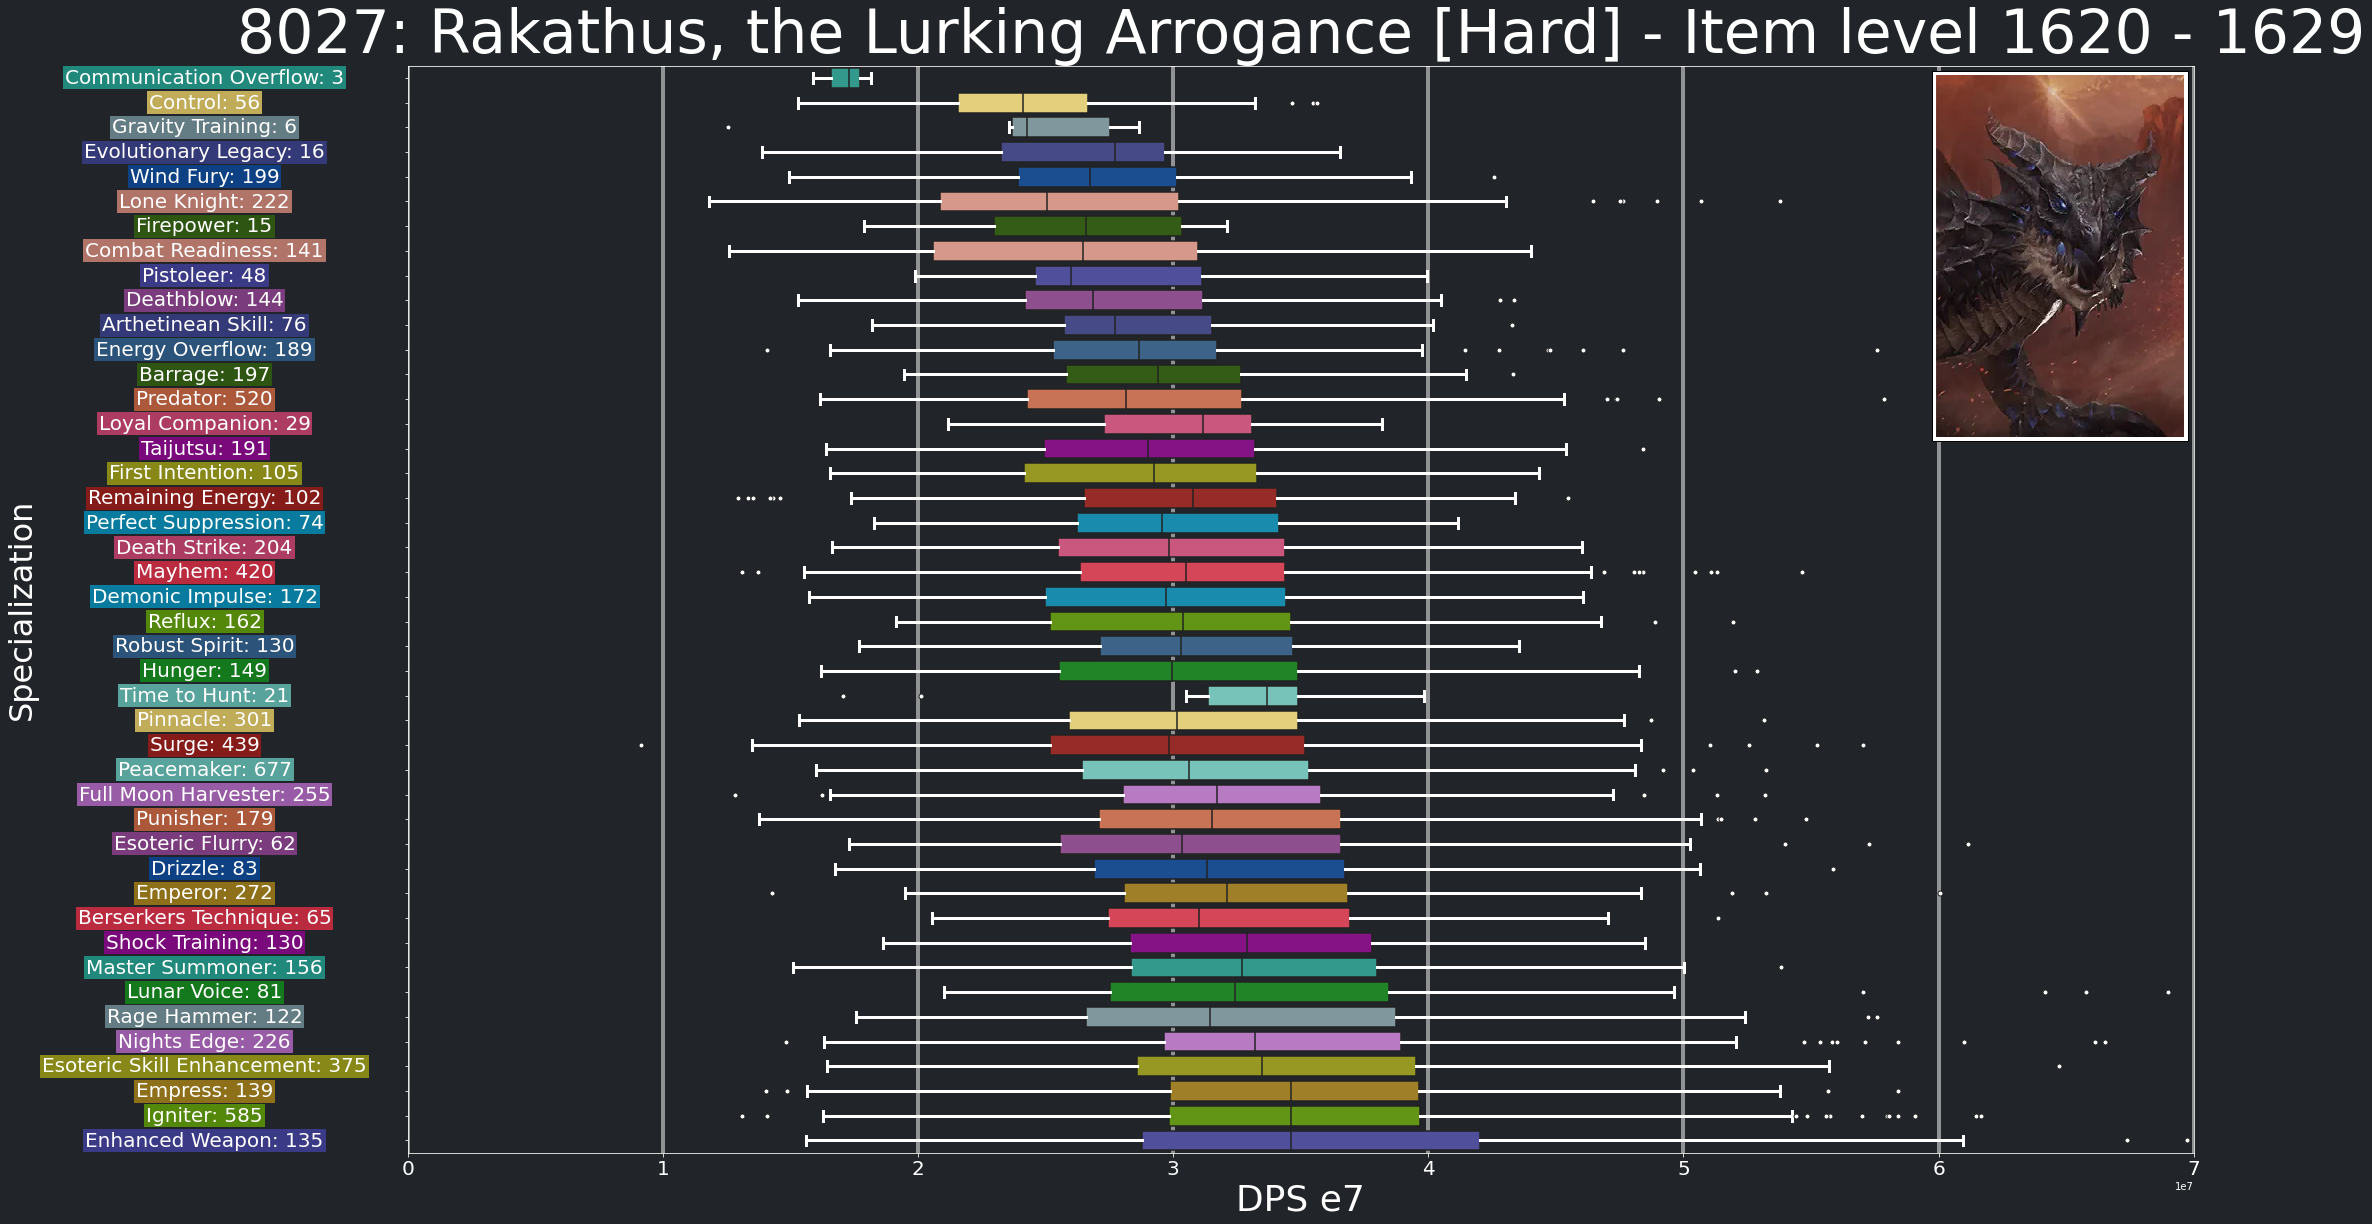 8027: Rakathus, the Lurking Arrogance [Hard] - Item level 1620 - 1629
Communication Overflow: 3
Control: 56
Gravity Training: 6
Evolutionary Legacy: 16
Wind Fury: 199
Lone Knight: 222
Firepower: 15
Combat Readiness: 141
Pistoleer: 48
Deathblow: 144
Arthetinean Skill: 76
Energy Overflow: 189
Barrage: 197
Predator: 520
Loyal Companion: 29
Taijutsu: 191
First Intention: 105
Remaining Energy: 102
Perfect Suppression: 74
Death Strike: 204
Mayhem: 420
Demonic Impulse: 172
Reflux: 162
Robust Spirit: 130
Hunger: 149
Time to Hunt: 21
Pinnacle: 301
Surge: 439
Peacemaker: 677
Full Moon Harvester: 255
Punisher: 179
Esoteric Flurry: 62
Drizzle: 83
Emperor: 272
Berserkers Technique: 65
Shock Training: 130
Master Summoner: 156
Lunar Voice: 81
Rage Hammer: 122
Nights Edge: 226
Esoteric Skill Enhancement: 375
Empress: 139
Igniter: 585
Enhanced Weapon: 135
Specialization
0 1 2 3 4 5 6 7
1e7
DPS e7